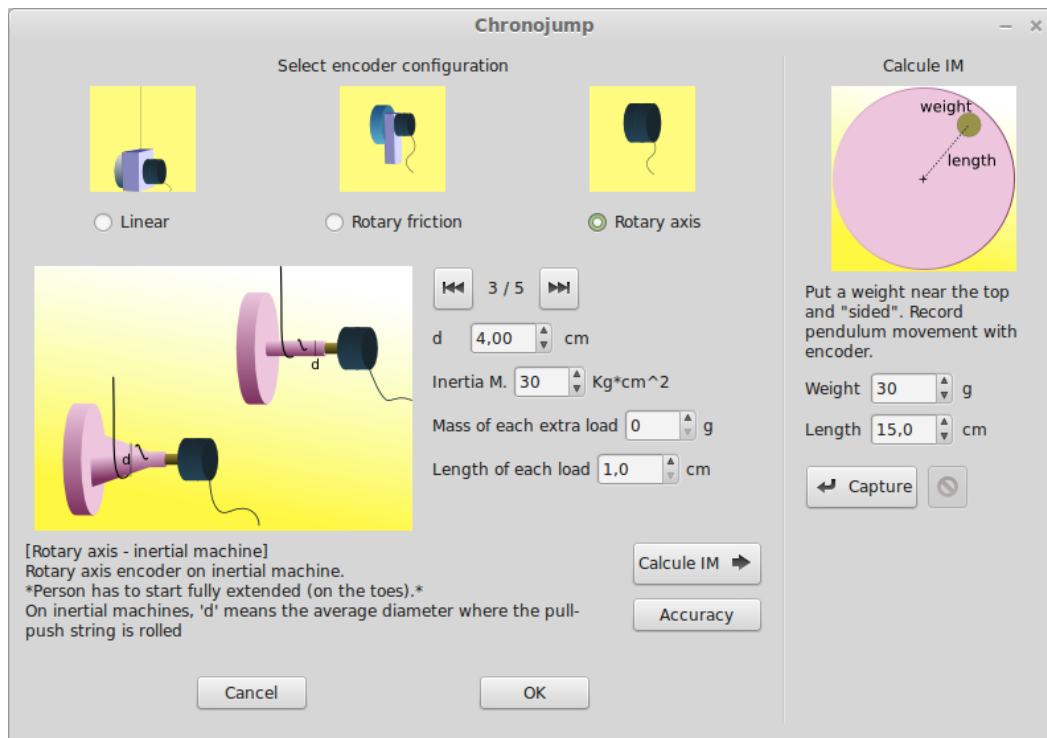 Chronojump
Select encoder configuration
Linear
Rotary friction
Rotary axis
d
d
3 / 5
d 4,00 cm
Inertia M. 30 Kg*cm^2
Mass of each extra load 0 g
Length of each load 1,0 cm
[Rotary axis - inertial machine]
Rotary axis encoder on inertial machine.
*Person has to start fully extended (on the toes).*
On inertial machines, 'd' means the average diameter where the pull-
push string is rolled
Calcule IM
Accuracy
Cancel
OK
Calcule IM
weight
length
Put a weight near the top
and "sided". Record
pendulum movement with
encoder.
Weight 30 g
Length 15,0 cm
Capture